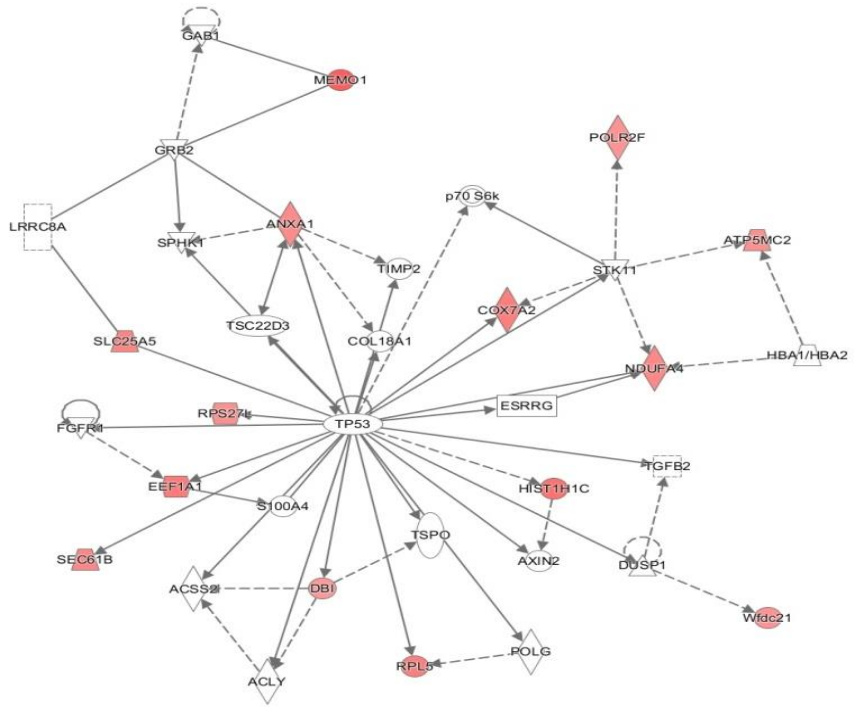 GAB1
MEMO1
POLR2F
GRB2
p70 S6k
LRRC8A
ANXA1
SPHK1
ATP5MC2
TIMP2
STK11
COX7A2
TSC22D3
SLC25A5
COL18A1
HBA1/HBA2
NDUFA4
ESRRG
RPS27L
TP53
FGFR1
TGFB2
EEF1A1
HIST1H1C
S100A4
TSPO
SEC61B
AXIN2
DUSP1
ACSS2
DBI
Wfdc21
POLG
RPL5
ACLY